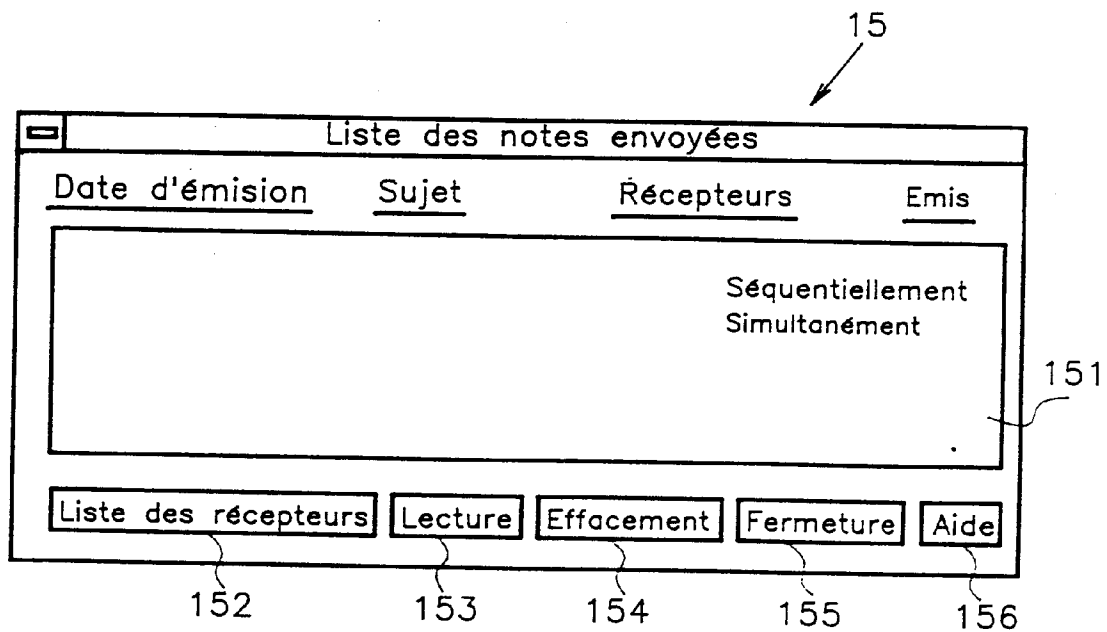 15
Liste des notes envoyées
Date d'émision Sujet Récepteurs Emis
Séquentiellement
Simultanément
151
Liste des récepteurs Lecture Effacement Fermeture Aide
152 153 154 155 156